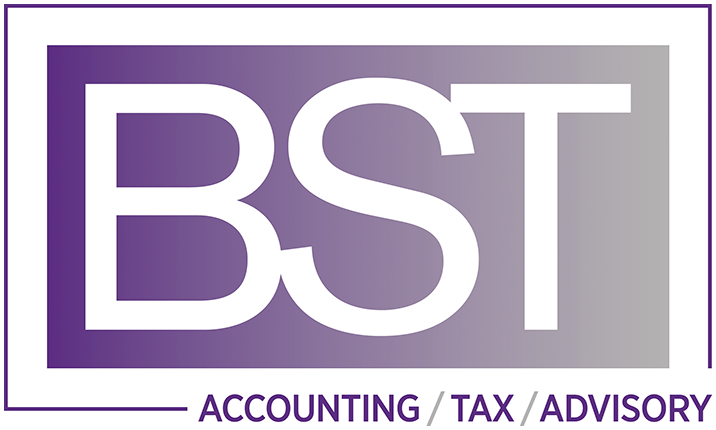 BST
ACCOUNTING / TAX / ADVISORY